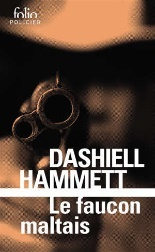 folio
POLICIER
DASHIELL
HAMMETT
Le faucon
maltais